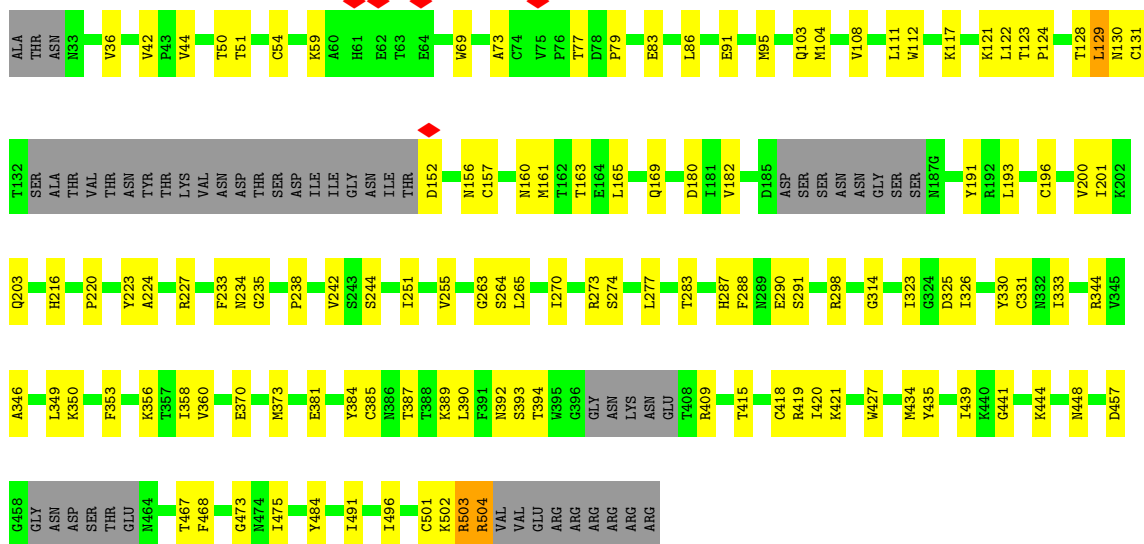 ALA THR ASN N33 V36 V42 P43 V44 T50 T51 C54 K59 A60 H61 E62 T63 E64 W69 A73 C74 V75 P76 T77 D78 P79 E83 L86 E91 M95 Q103 M104 V108 L111 W112 K117 K121 L122 T123 P124 T128 L129 N130 C131
T132 SER ALA THR VAL THR ASN TYR THR LYS VAL ASN ASP THR SER ASP ILE ILE GLY ASN ILE THR D152 N156 C157 N160 M161 T162 T163 E164 L165 Q169 D180 I181 V182 D185 ASP SER SER ASN ASN GLY SER SER N187G Y191 R192 L193 C196 V200 I201 K202
Q203 H216 P220 Y223 A224 R227 F233 N234 G235 P238 V242 S243 S244 I251 V255 G263 S264 L265 I270 R273 S274 L277 T283 H287 F288 N289 E290 S291 R298 G314 I323 G324 D325 I326 Y330 C331 N332 I333 R344 V345
A346 L349 K350 F353 K356 T357 I358 V360 E370 M373 E381 Y384 C385 N386 T387 T388 K389 L390 F391 N392 S393 T394 W395 G396 GLY ASN LYS ASN GLU T408 R409 T415 C418 R419 I420 K421 W427 M434 Y435 I439 K440 G441 K444 N448 D457
G458 GLY ASN ASP SER THR GLU N464 T467 F468 G473 N474 I475 Y484 I491 I496 C501 K502 R503 R504 VAL VAL GLU ARG ARG ARG ARG ARG ARG